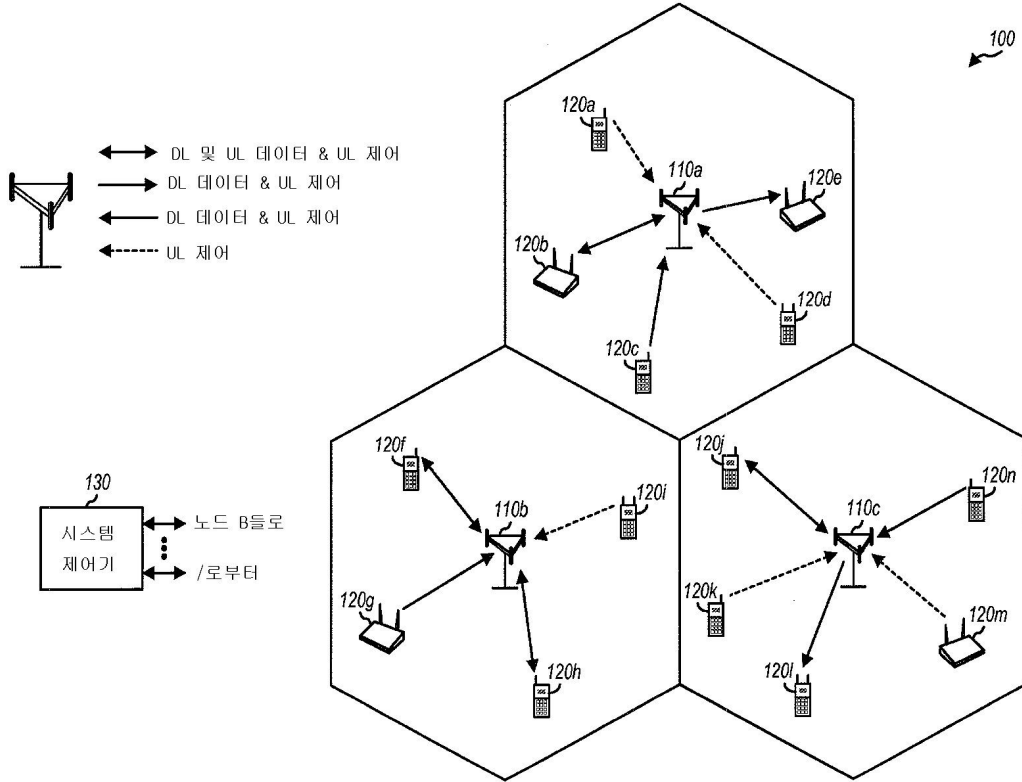 100
120a
DL 및 UL 데이터 & UL 제어
110a
120e
DL 데이터 & UL 제어
DL 데이터 & UL 제어
UL 제어
120b
120d
120c
120f
120j
130
120i
120n
110b
110c
시스템
제어기
노드 B들로
/로부터
120g
120k
120m
120h
120l